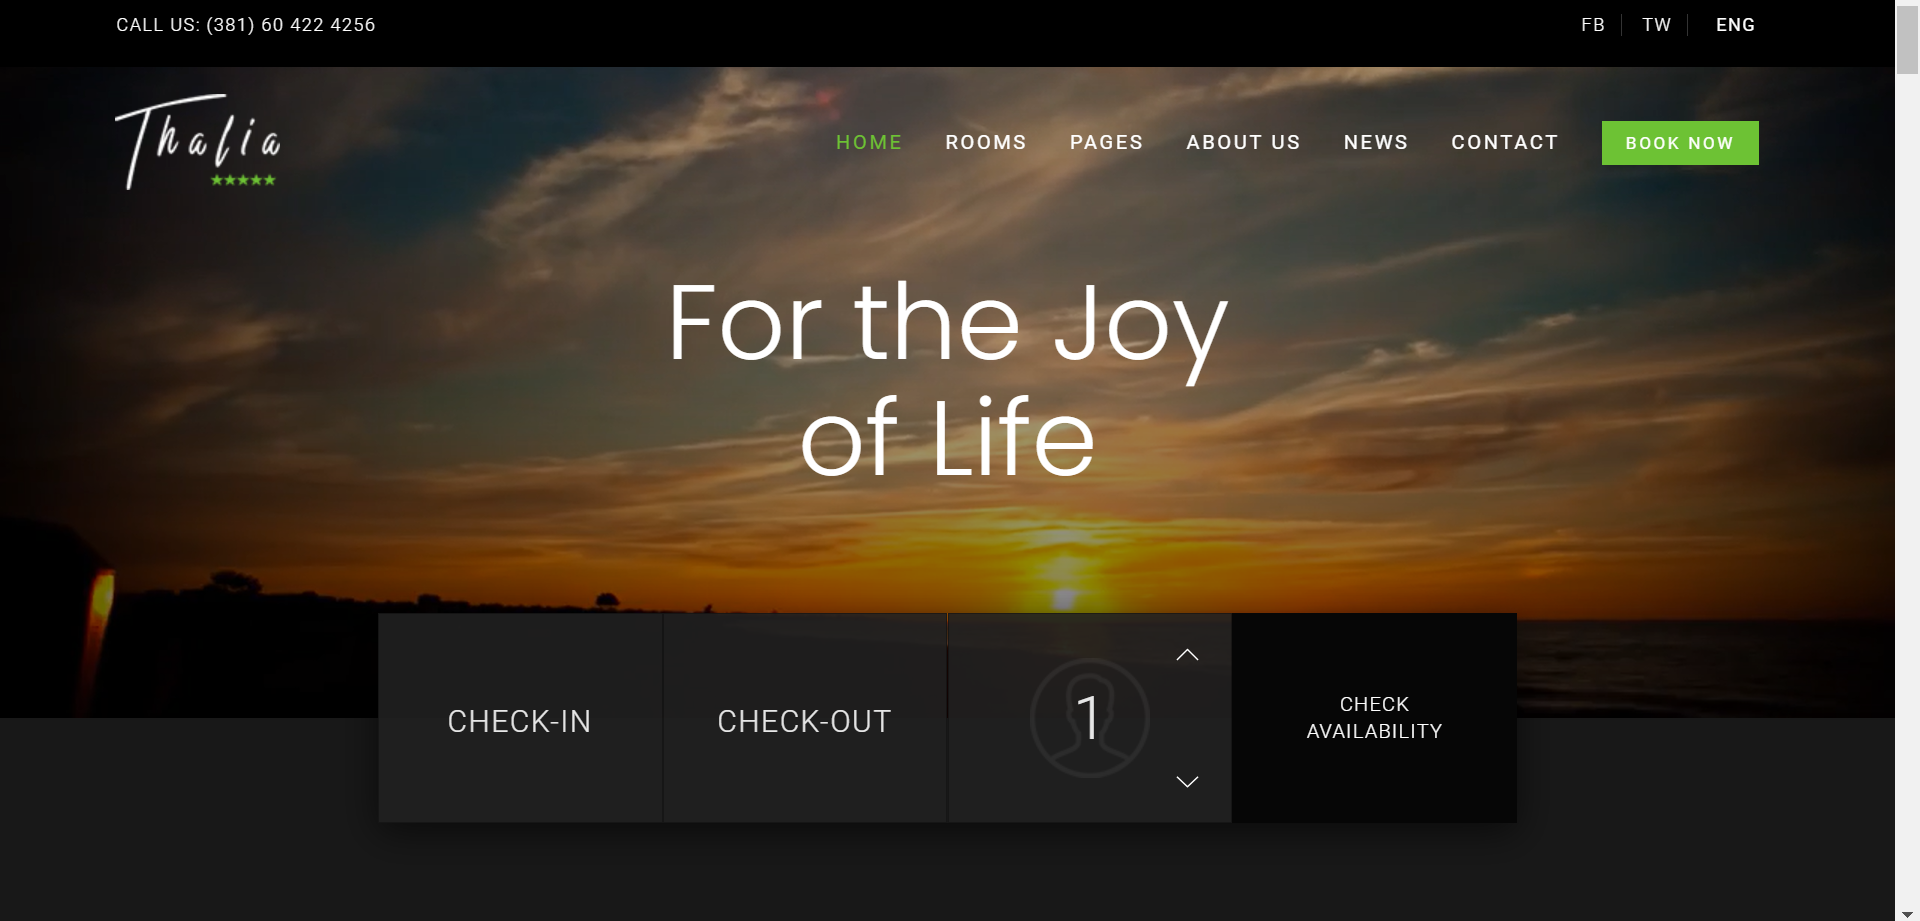 CALL US: (381) 60 422 4256
FB
TW
ENG
Thalia
HOME
ROOMS
PAGES
ABOUT US
NEWS
CONTACT
BOOK NOW
For the Joy
of Life
CHECK-IN
CHECK-OUT
1
CHECK
AVAILABILITY